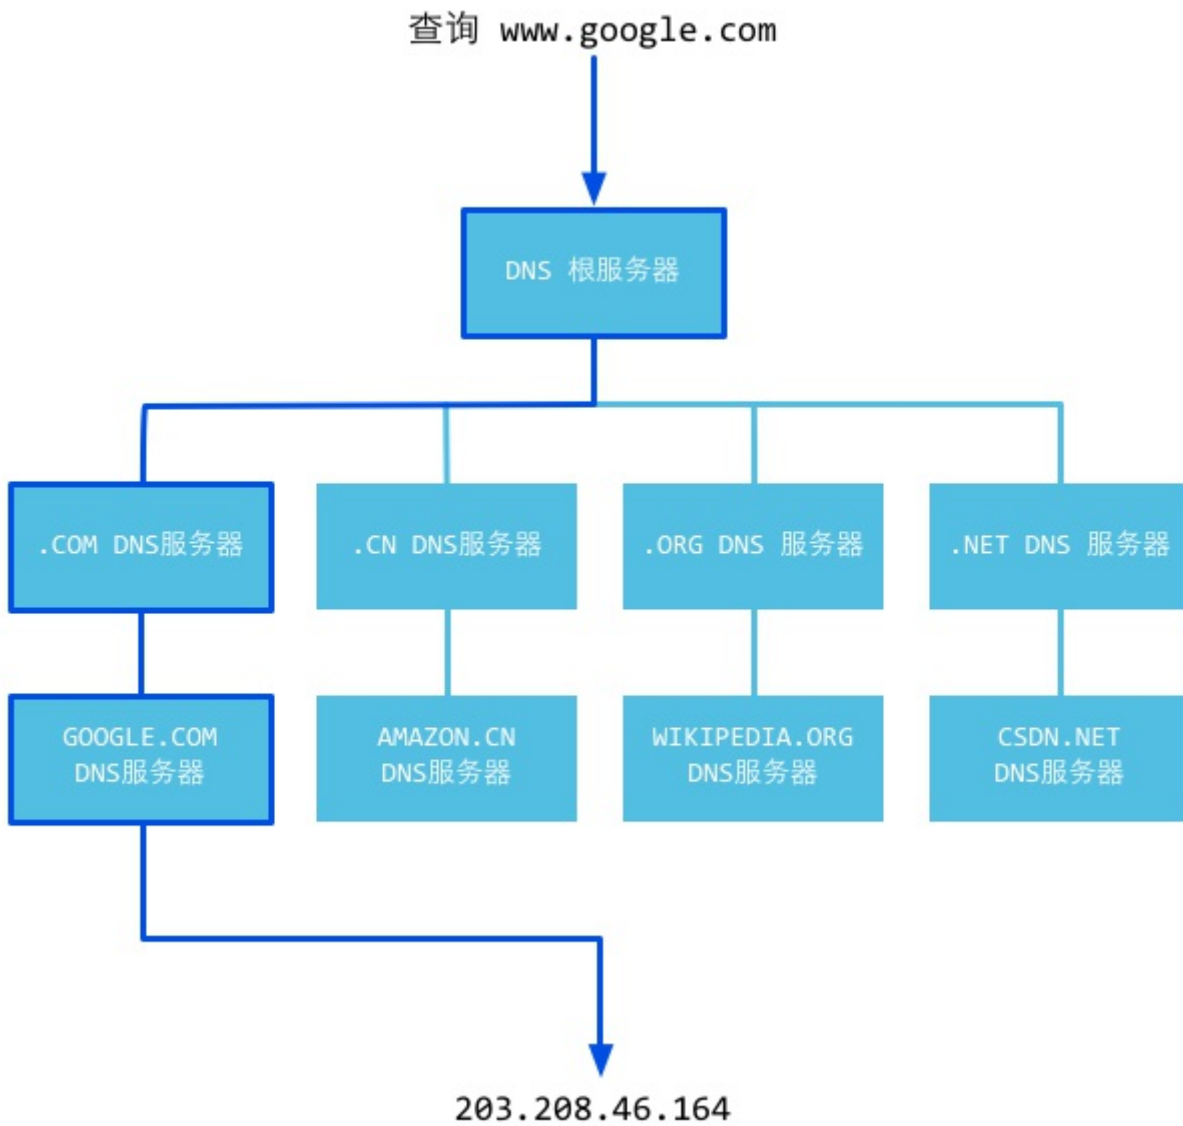 查询 www.google.com
DNS 根服务器
.COM DNS服务器
.CN DNS服务器
.ORG DNS 服务器
.NET DNS 服务器
GOOGLE.COM
DNS服务器
AMAZON.CN
DNS服务器
WIKIPEDIA.ORG
DNS服务器
CSDN.NET
DNS服务器
203.208.46.164